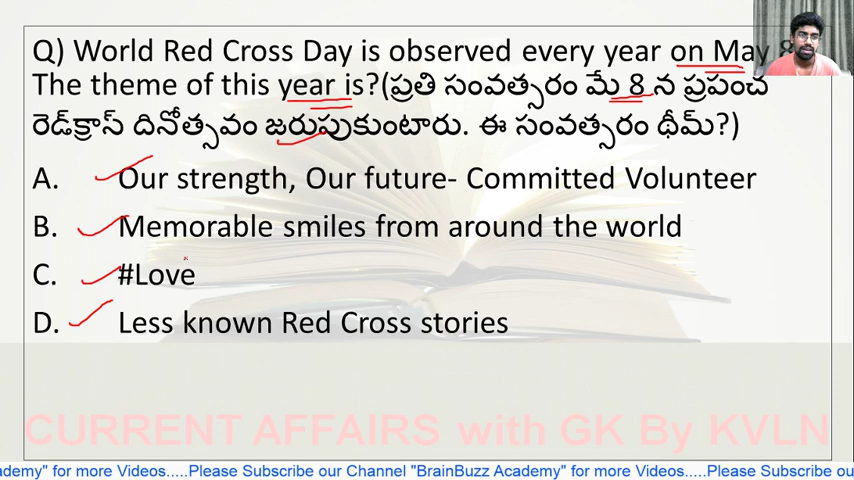 Q) World Red Cross Day is observed every year on May 8
The theme of this year is?(ప్రతి సంవత్సరం మే 8 న ప్రపంచ
రెడ్‌క్రాస్ దినోత్సవం జరుపుకుంటారు. ఈ సంవత్సరం థీమ్?)
A. Our strength, Our future- Committed Volunteer
B. Memorable smiles from around the world
C. #Love
D. Less known Red Cross stories
CURRENT AFFAIRS with GK By KVLN
ademy" for more Videos.....Please Subscribe our Channel "BrainBuzz Academy" for more Videos.....Please Subscribe ou